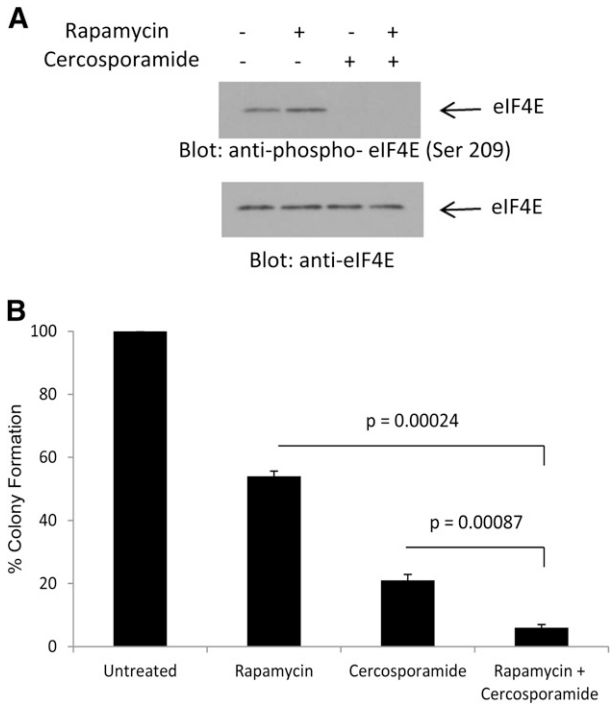 A
Rapamycin - + - +
Cercosporamide - - + +
eIF4E
Blot: anti-phospho- eIF4E (Ser 209)
eIF4E
Blot: anti-eIF4E
B
% Colony Formation
100
80
60
40
20
0
p = 0.00024
p = 0.00087
Untreated
Rapamycin
Cercosporamide
Rapamycin +
Cercosporamide